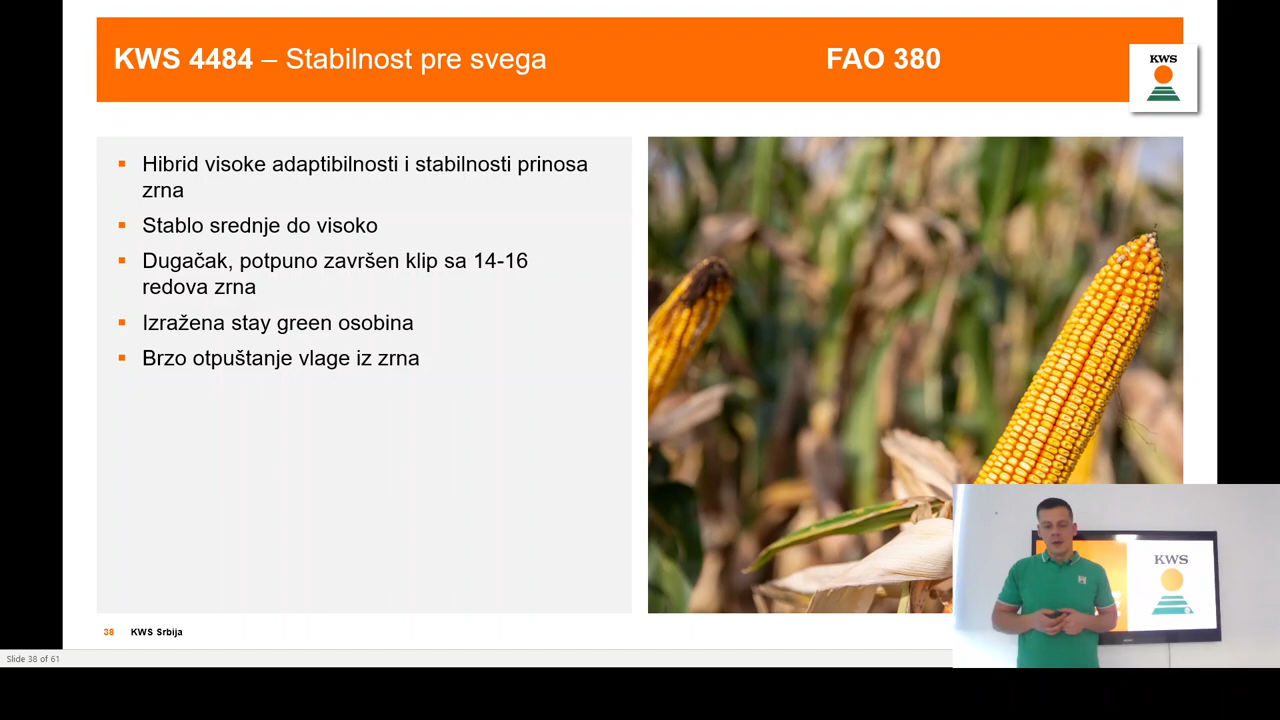 KWS 4484 – Stabilnost pre svega
FAO 380
KWS
Hibrid visoke adaptibilnosti i stabilnosti prinosa
zrna
Stablo srednje do visoko
Dugačak, potpuno završen klip sa 14-16
redova zrna
Izražena stay green osobina
Brzo otpuštanje vlage iz zrna
KWS
38 KWS Srbija
Slide 38 of 61